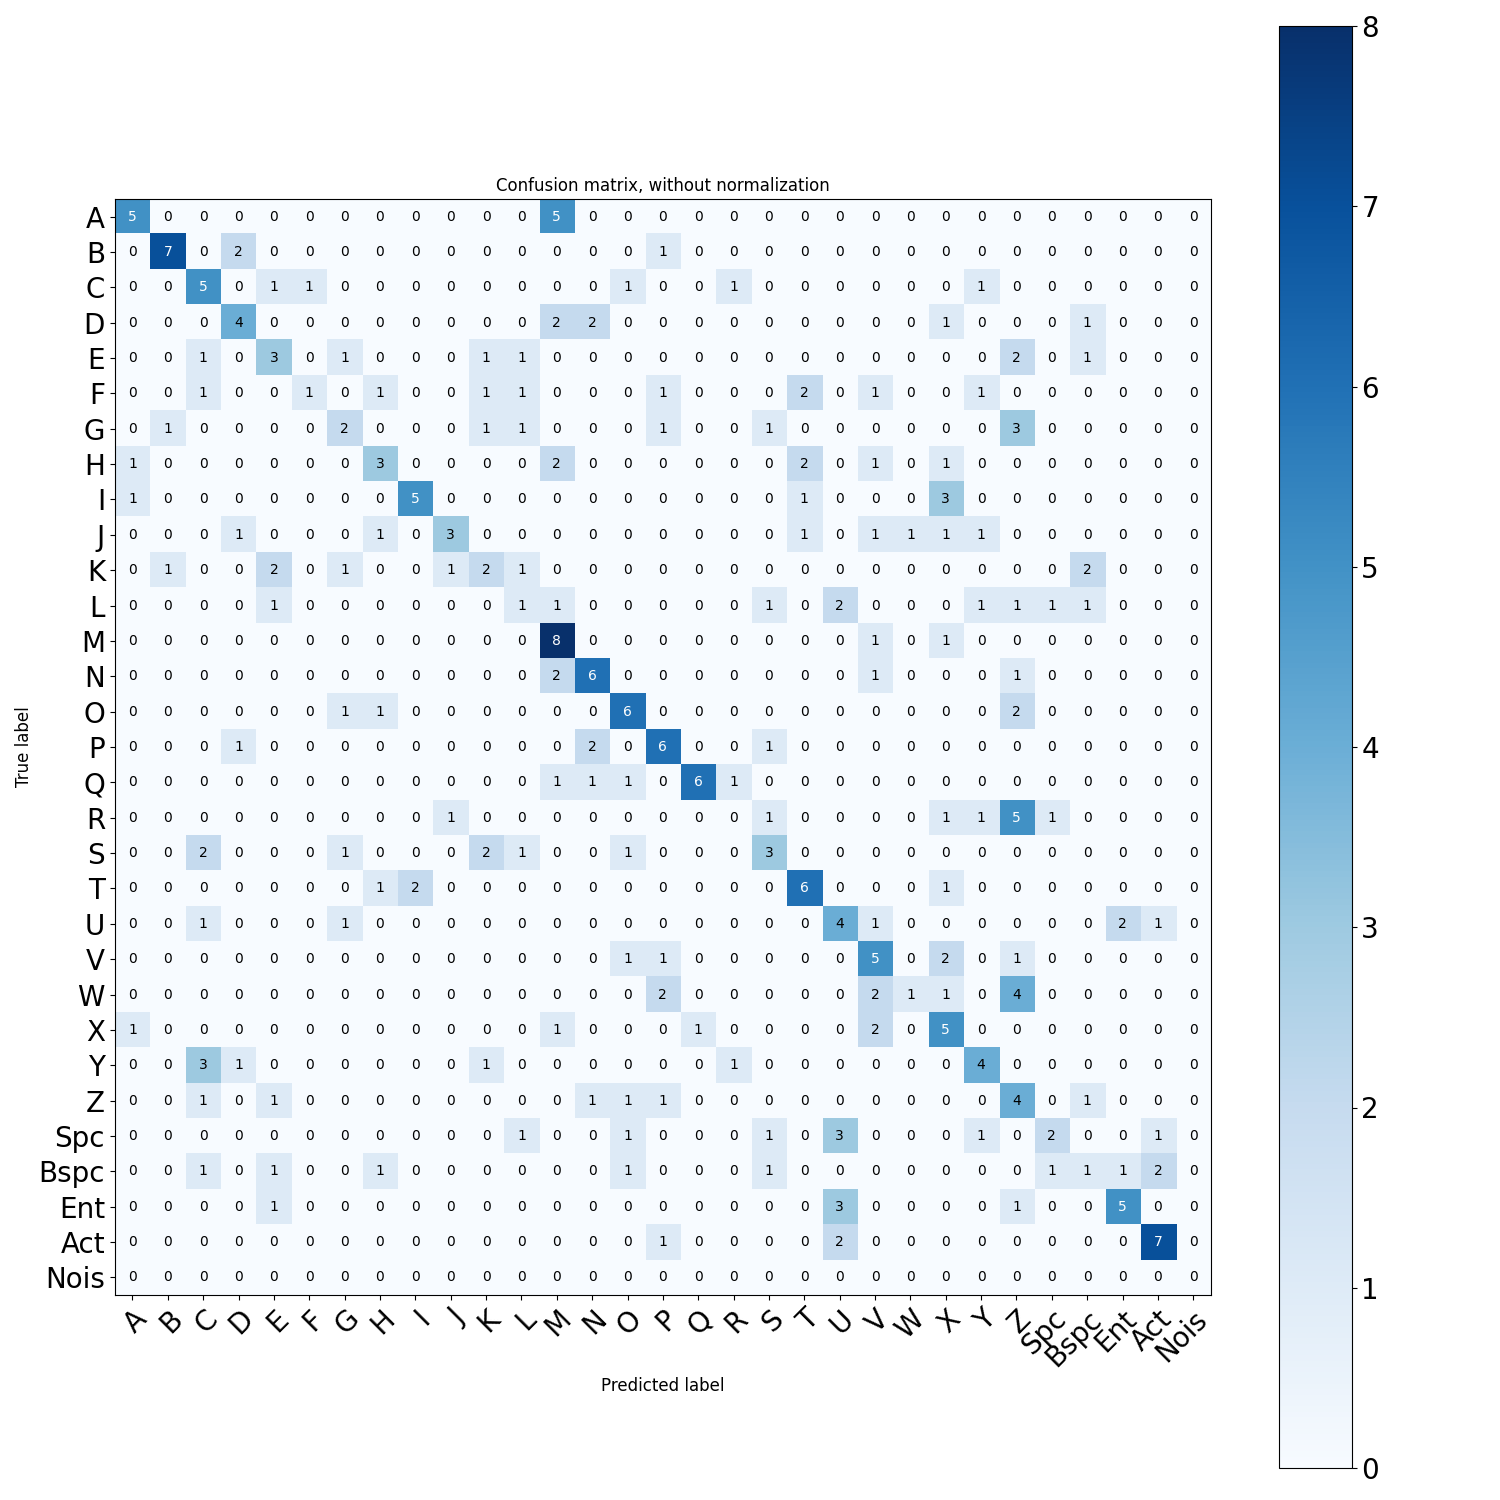 Confusion matrix, without normalization
A 5 0 0 0 0 0 0 0 0 0 0 0 5 0 0 0 0 0 0 0 0 0 0 0 0 0 0 0 0 0 0
B 0 7 0 2 0 0 0 0 0 0 0 0 0 0 0 1 0 0 0 0 0 0 0 0 0 0 0 0 0 0 0
C 0 0 5 0 1 1 0 0 0 0 0 0 0 0 1 0 0 1 0 0 0 0 0 0 1 0 0 0 0 0 0
D 0 0 0 4 0 0 0 0 0 0 0 0 2 2 0 0 0 0 0 0 0 0 0 1 0 0 0 1 0 0 0
E 0 0 1 0 3 0 1 0 0 0 1 1 0 0 0 0 0 0 0 0 0 0 0 0 0 2 0 1 0 0 0
F 0 0 1 0 0 1 0 1 0 0 1 1 0 0 0 1 0 0 0 2 0 1 0 0 1 0 0 0 0 0 0
G 0 1 0 0 0 0 2 0 0 0 1 1 0 0 0 1 0 0 1 0 0 0 0 0 0 3 0 0 0 0 0
H 1 0 0 0 0 0 0 3 0 0 0 0 2 0 0 0 0 0 0 2 0 1 0 1 0 0 0 0 0 0 0
I 1 0 0 0 0 0 0 0 5 0 0 0 0 0 0 0 0 0 0 1 0 0 0 3 0 0 0 0 0 0 0
J 0 0 0 1 0 0 0 1 0 3 0 0 0 0 0 0 0 0 0 1 0 1 1 1 1 0 0 0 0 0 0
K 0 1 0 0 2 0 1 0 0 1 2 1 0 0 0 0 0 0 0 0 0 0 0 0 0 0 0 2 0 0 0
L 0 0 0 0 1 0 0 0 0 0 0 1 1 0 0 0 0 0 1 0 2 0 0 0 1 1 1 1 0 0 0
M 0 0 0 0 0 0 0 0 0 0 0 0 8 0 0 0 0 0 0 0 0 1 0 1 0 0 0 0 0 0 0
N 0 0 0 0 0 0 0 0 0 0 0 0 2 6 0 0 0 0 0 0 0 1 0 0 0 1 0 0 0 0 0
O 0 0 0 0 0 0 1 1 0 0 0 0 0 0 6 0 0 0 0 0 0 0 0 0 0 2 0 0 0 0 0
P 0 0 0 1 0 0 0 0 0 0 0 0 0 2 0 6 0 0 1 0 0 0 0 0 0 0 0 0 0 0 0
Q 0 0 0 0 0 0 0 0 0 0 0 0 1 1 1 0 6 1 0 0 0 0 0 0 0 0 0 0 0 0 0
R 0 0 0 0 0 0 0 0 0 1 0 0 0 0 0 0 0 0 1 0 0 0 0 1 1 5 1 0 0 0 0
S 0 0 2 0 0 0 1 0 0 0 2 1 0 0 1 0 0 0 3 0 0 0 0 0 0 0 0 0 0 0 0
T 0 0 0 0 0 0 0 1 2 0 0 0 0 0 0 0 0 0 0 6 0 0 0 1 0 0 0 0 0 0 0
U 0 0 1 0 0 0 1 0 0 0 0 0 0 0 0 0 0 0 0 0 4 1 0 0 0 0 0 0 2 1 0
V 0 0 0 0 0 0 0 0 0 0 0 0 0 0 1 1 0 0 0 0 0 5 0 2 0 1 0 0 0 0 0
W 0 0 0 0 0 0 0 0 0 0 0 0 0 0 0 2 0 0 0 0 0 2 1 1 0 4 0 0 0 0 0
X 1 0 0 0 0 0 0 0 0 0 0 0 1 0 0 0 1 0 0 0 0 2 0 5 0 0 0 0 0 0 0
Y 0 0 3 1 0 0 0 0 0 0 1 0 0 0 0 0 0 1 0 0 0 0 0 0 4 0 0 0 0 0 0
Z 0 0 1 0 1 0 0 0 0 0 0 0 0 1 1 1 0 0 0 0 0 0 0 0 0 4 0 1 0 0 0
Spc 0 0 0 0 0 0 0 0 0 0 0 1 0 0 1 0 0 0 1 0 3 0 0 0 1 0 2 0 0 1 0
Bspc 0 0 1 0 1 0 0 1 0 0 0 0 0 0 1 0 0 0 1 0 0 0 0 0 0 0 1 1 1 2 0
Ent 0 0 0 0 1 0 0 0 0 0 0 0 0 0 0 0 0 0 0 0 3 0 0 0 0 1 0 0 5 0 0
Act 0 0 0 0 0 0 0 0 0 0 0 0 0 0 0 1 0 0 0 0 2 0 0 0 0 0 0 0 0 7 0
Nois 0 0 0 0 0 0 0 0 0 0 0 0 0 0 0 0 0 0 0 0 0 0 0 0 0 0 0 0 0 0 0
A B C D E F G H I J K L M N O P Q R S T U V W X Y Z Spc Bspc Ent Act Nois
Predicted label
True label
8
7
6
5
4
3
2
1
0